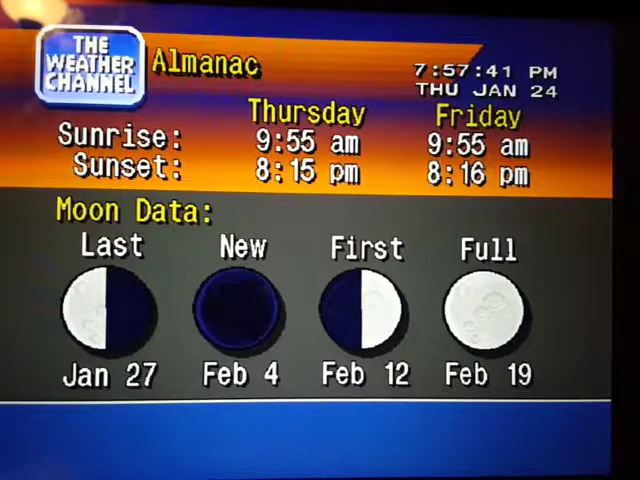 THE
WEATHER
CHANNEL
Almanac
7:57:41 PM
THU JAN 24
Thursday Friday
Sunrise: 9:55 am 9:55 am
Sunset: 8:15 pm 8:16 pm
Moon Data:
Last New First Full
Jan 27 Feb 4 Feb 12 Feb 19